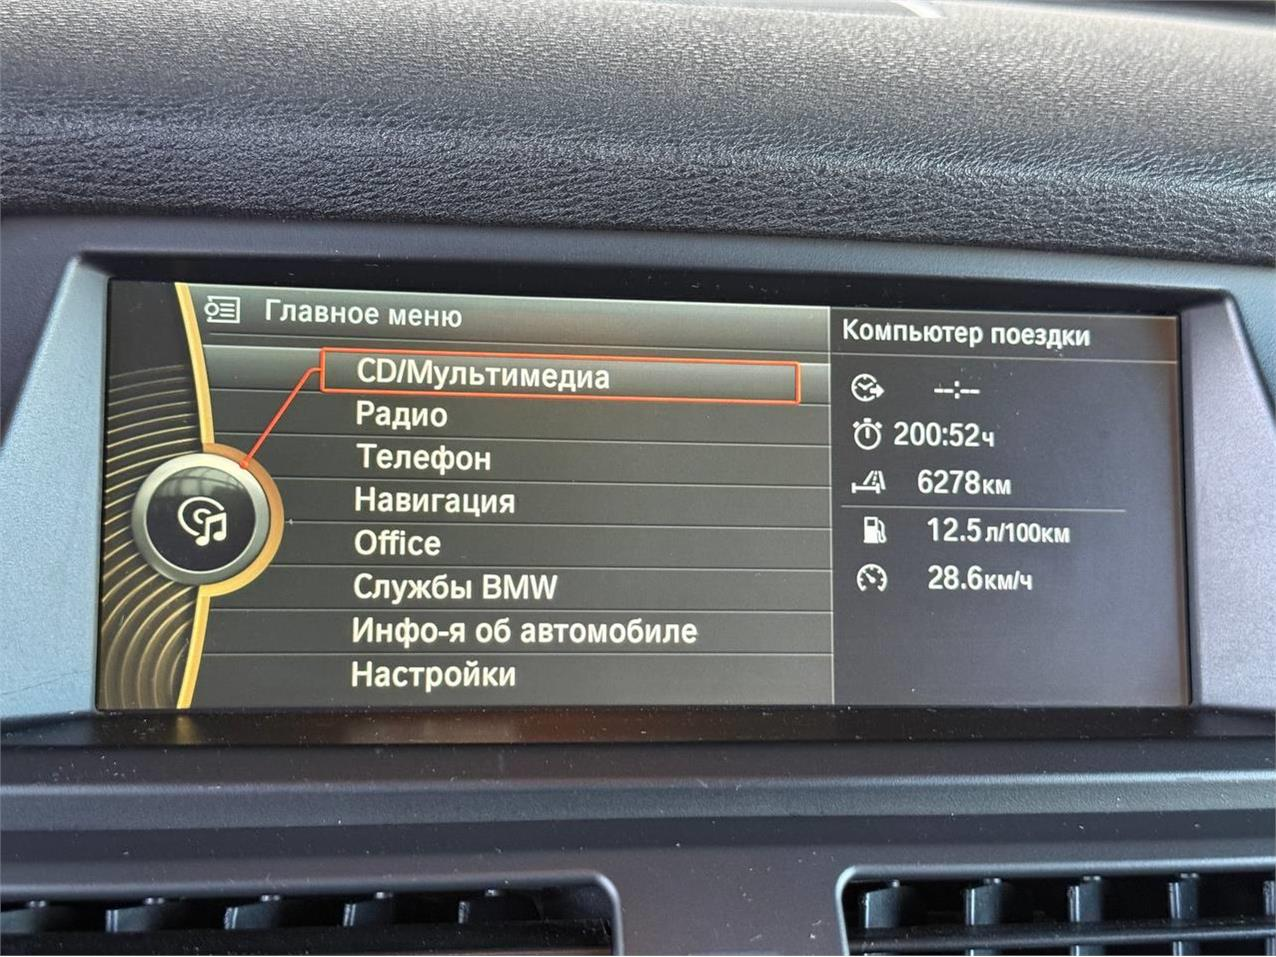 Главное меню
CD/Мультимедиа
Радио
Телефон
Навигация
Office
Службы BMW
Инфо-я об автомобиле
Настройки
Компьютер поездки
--:--
200:52ч
6278км
12.5л/100км
28.6км/ч